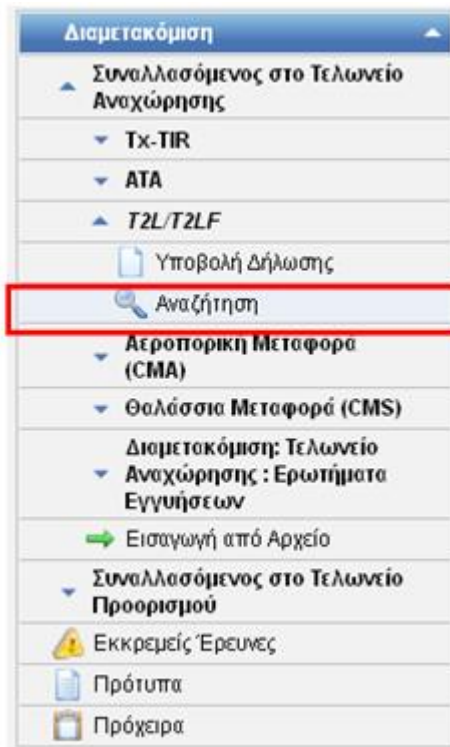 Διαμετακόμιση
Συναλλασόμενος στο Τελωνείο
Αναχώρησης
Tx-TIR
ATA
T2L/T2LF
Υποβολή Δήλωσης
Αναζήτηση
Αεροπορική Μεταφορά
(CMA)
Θαλάσσια Μεταφορά (CMS)
Διαμετακόμιση: Τελωνείο
Αναχώρησης : Ερωτήματα
Εγγυήσεων
Εισαγωγή από Αρχείο
Συναλλασόμενος στο Τελωνείο
Προορισμού
Εκκρεμείς Έρευνες
Πρότυπα
Πρόχειρα